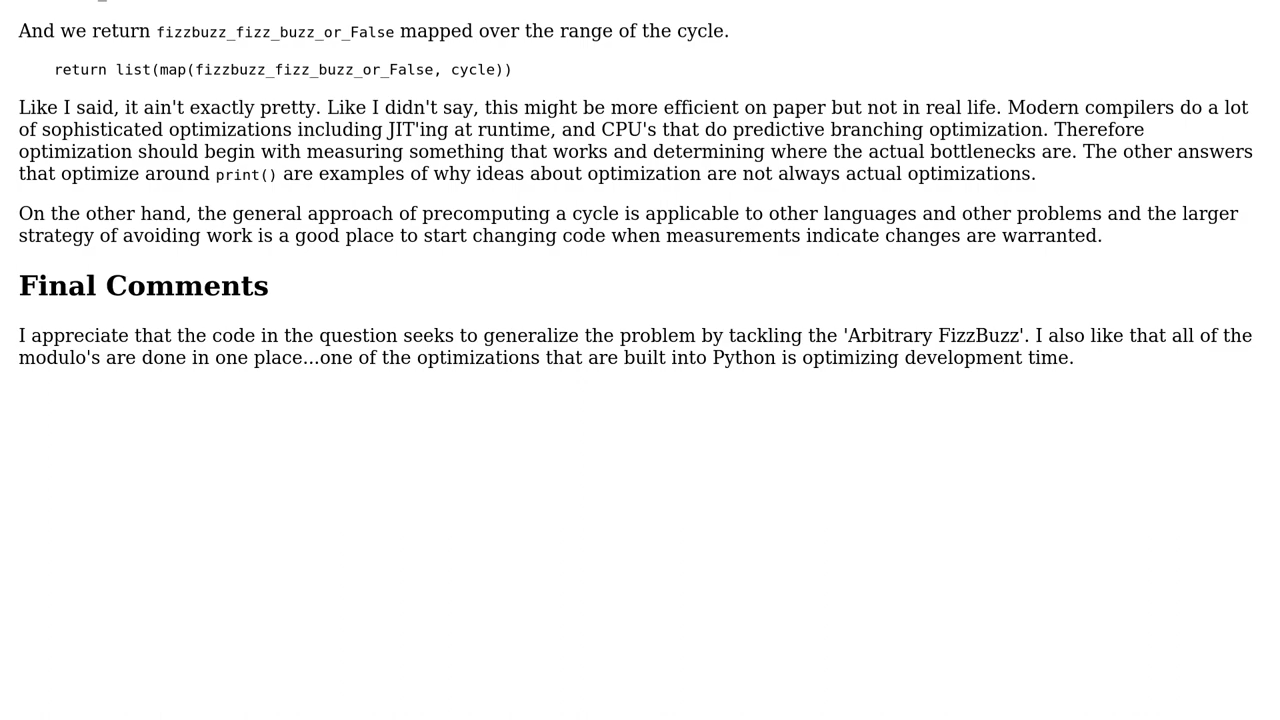 And we return fizzbuzz_fizz_buzz_or_False mapped over the range of the cycle.
return list(map(fizzbuzz_fizz_buzz_or_False, cycle))
Like I said, it ain't exactly pretty. Like I didn't say, this might be more efficient on paper but not in real life. Modern compilers do a lot
of sophisticated optimizations including JIT'ing at runtime, and CPU's that do predictive branching optimization. Therefore
optimization should begin with measuring something that works and determining where the actual bottlenecks are. The other answers
that optimize around print() are examples of why ideas about optimization are not always actual optimizations.
On the other hand, the general approach of precomputing a cycle is applicable to other languages and other problems and the larger
strategy of avoiding work is a good place to start changing code when measurements indicate changes are warranted.
Final Comments
I appreciate that the code in the question seeks to generalize the problem by tackling the 'Arbitrary FizzBuzz'. I also like that all of the
modulo's are done in one place...one of the optimizations that are built into Python is optimizing development time.